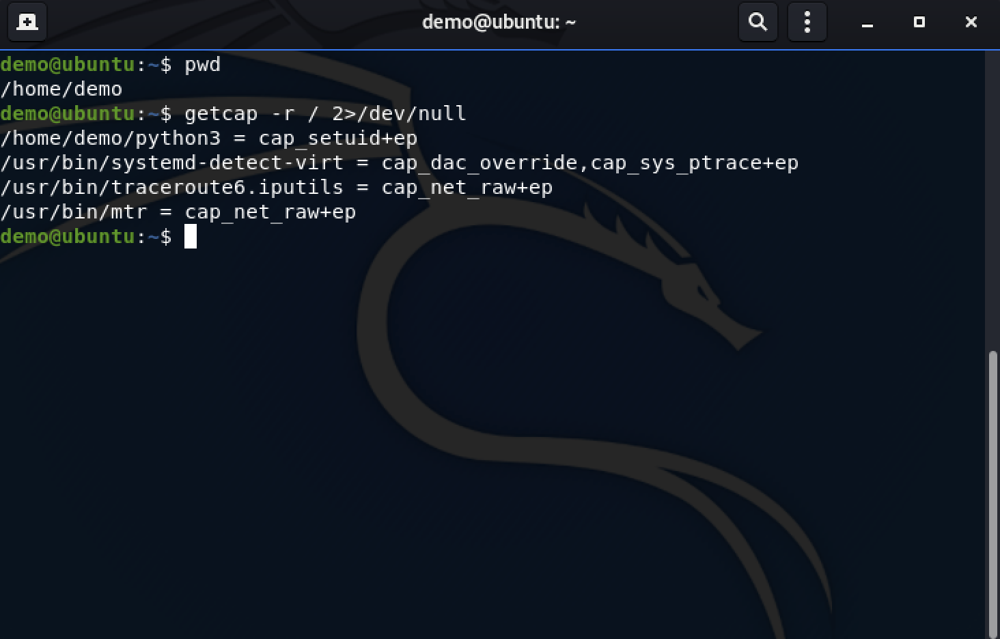 demo@ubuntu: ~
demo@ubuntu:~$ pwd
/home/demo
demo@ubuntu:~$ getcap -r / 2>/dev/null
/home/demo/python3 = cap_setuid+ep
/usr/bin/systemd-detect-virt = cap_dac_override,cap_sys_ptrace+ep
/usr/bin/traceroute6.iputils = cap_net_raw+ep
/usr/bin/mtr = cap_net_raw+ep
demo@ubuntu:~$